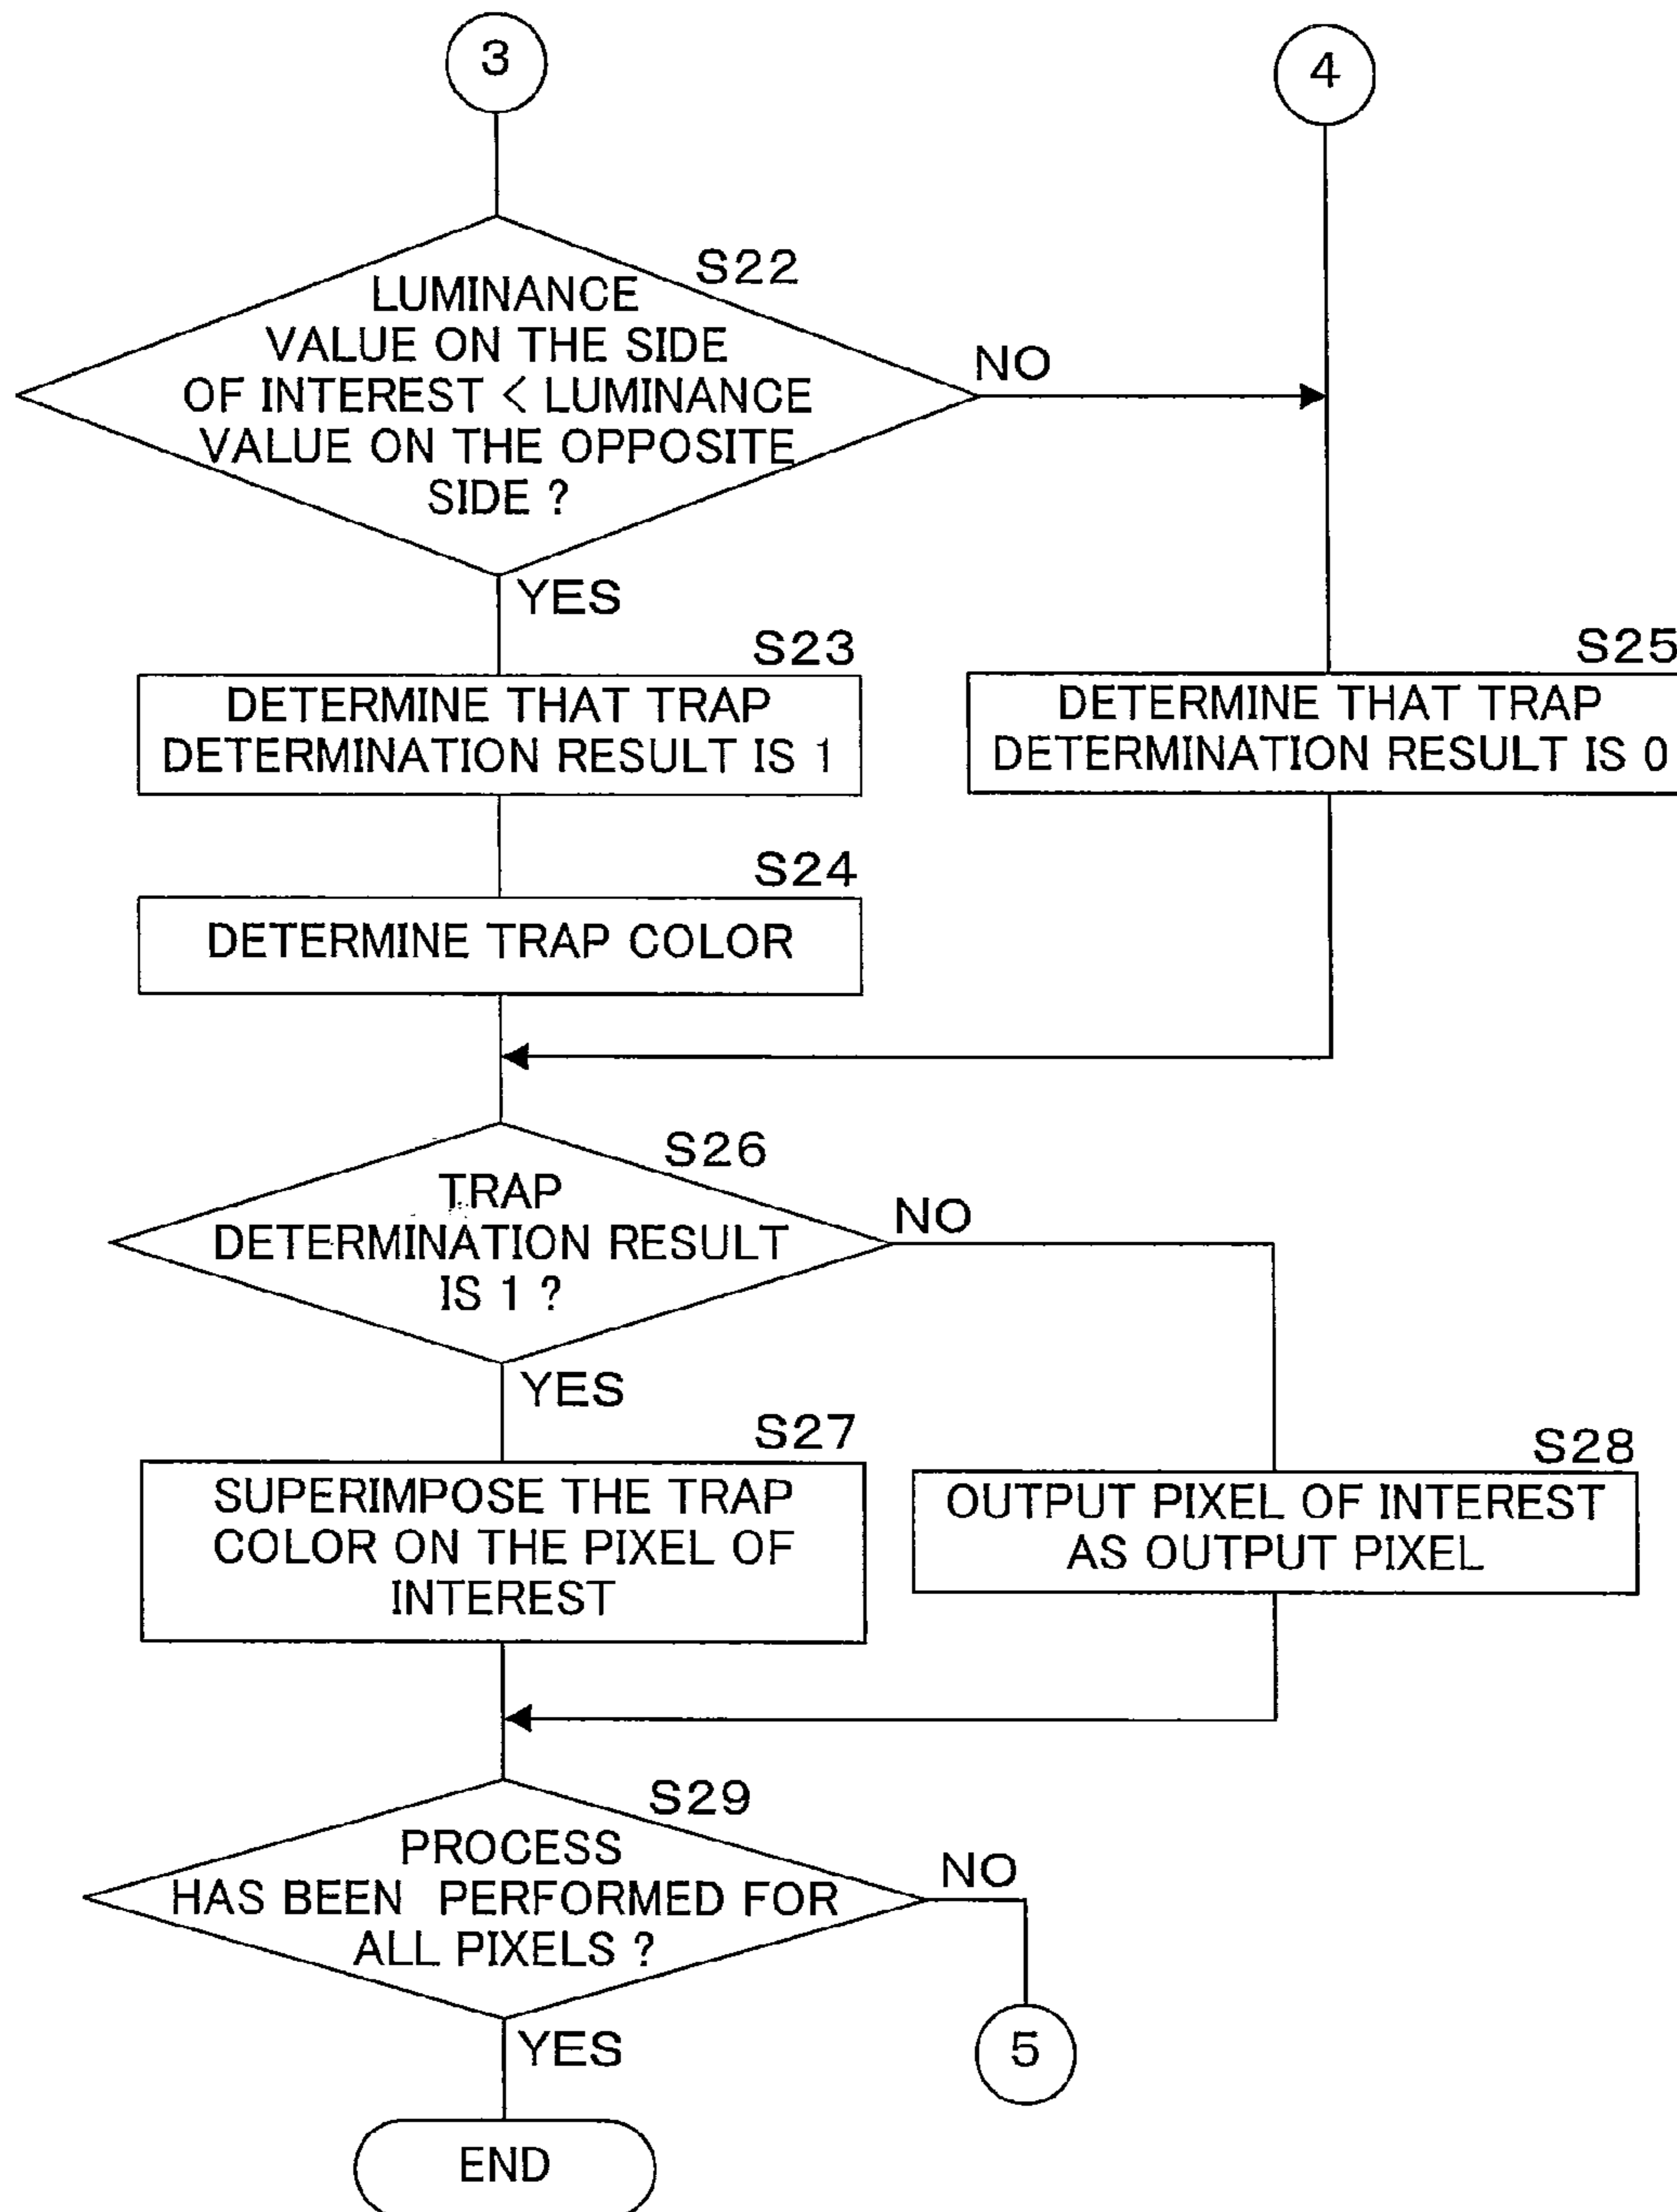 3
4
S22
LUMINANCE
VALUE ON THE SIDE
OF INTEREST < LUMINANCE
VALUE ON THE OPPOSITE
SIDE ?
NO
YES
S23
DETERMINE THAT TRAP
DETERMINATION RESULT IS 1
S25
DETERMINE THAT TRAP
DETERMINATION RESULT IS 0
S24
DETERMINE TRAP COLOR
S26
TRAP
DETERMINATION RESULT
IS 1 ?
NO
YES
S27
SUPERIMPOSE THE TRAP
COLOR ON THE PIXEL OF
INTEREST
S28
OUTPUT PIXEL OF INTEREST
AS OUTPUT PIXEL
S29
PROCESS
HAS BEEN PERFORMED FOR
ALL PIXELS ?
NO
YES
5
END